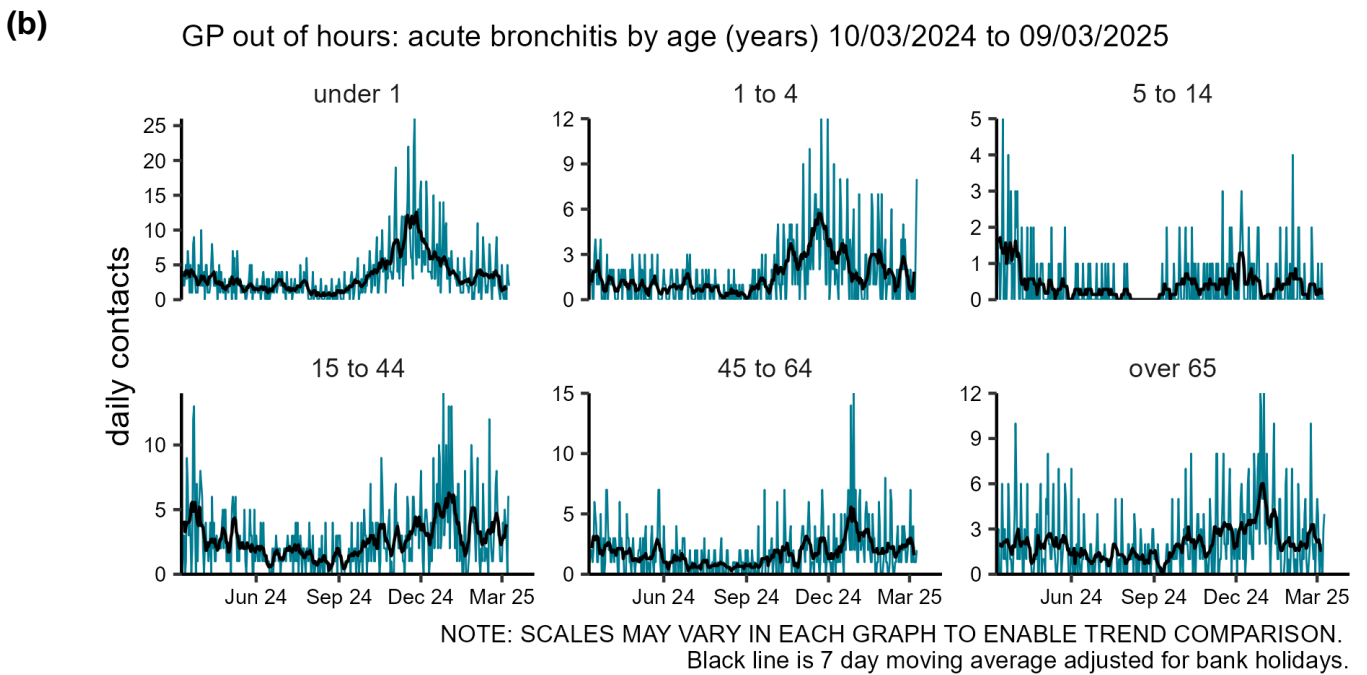 (b)
GP out of hours: acute bronchitis by age (years) 10/03/2024 to 09/03/2025
daily contacts
under 1
25
20
15
10
5
0
1 to 4
12
9
6
3
0
5 to 14
5
4
3
2
1
0
15 to 44
10
5
0
Jun 24 Sep 24 Dec 24 Mar 25
45 to 64
15
10
5
0
Jun 24 Sep 24 Dec 24 Mar 25
over 65
12
9
6
3
0
Jun 24 Sep 24 Dec 24 Mar 25
NOTE: SCALES MAY VARY IN EACH GRAPH TO ENABLE TREND COMPARISON.
Black line is 7 day moving average adjusted for bank holidays.